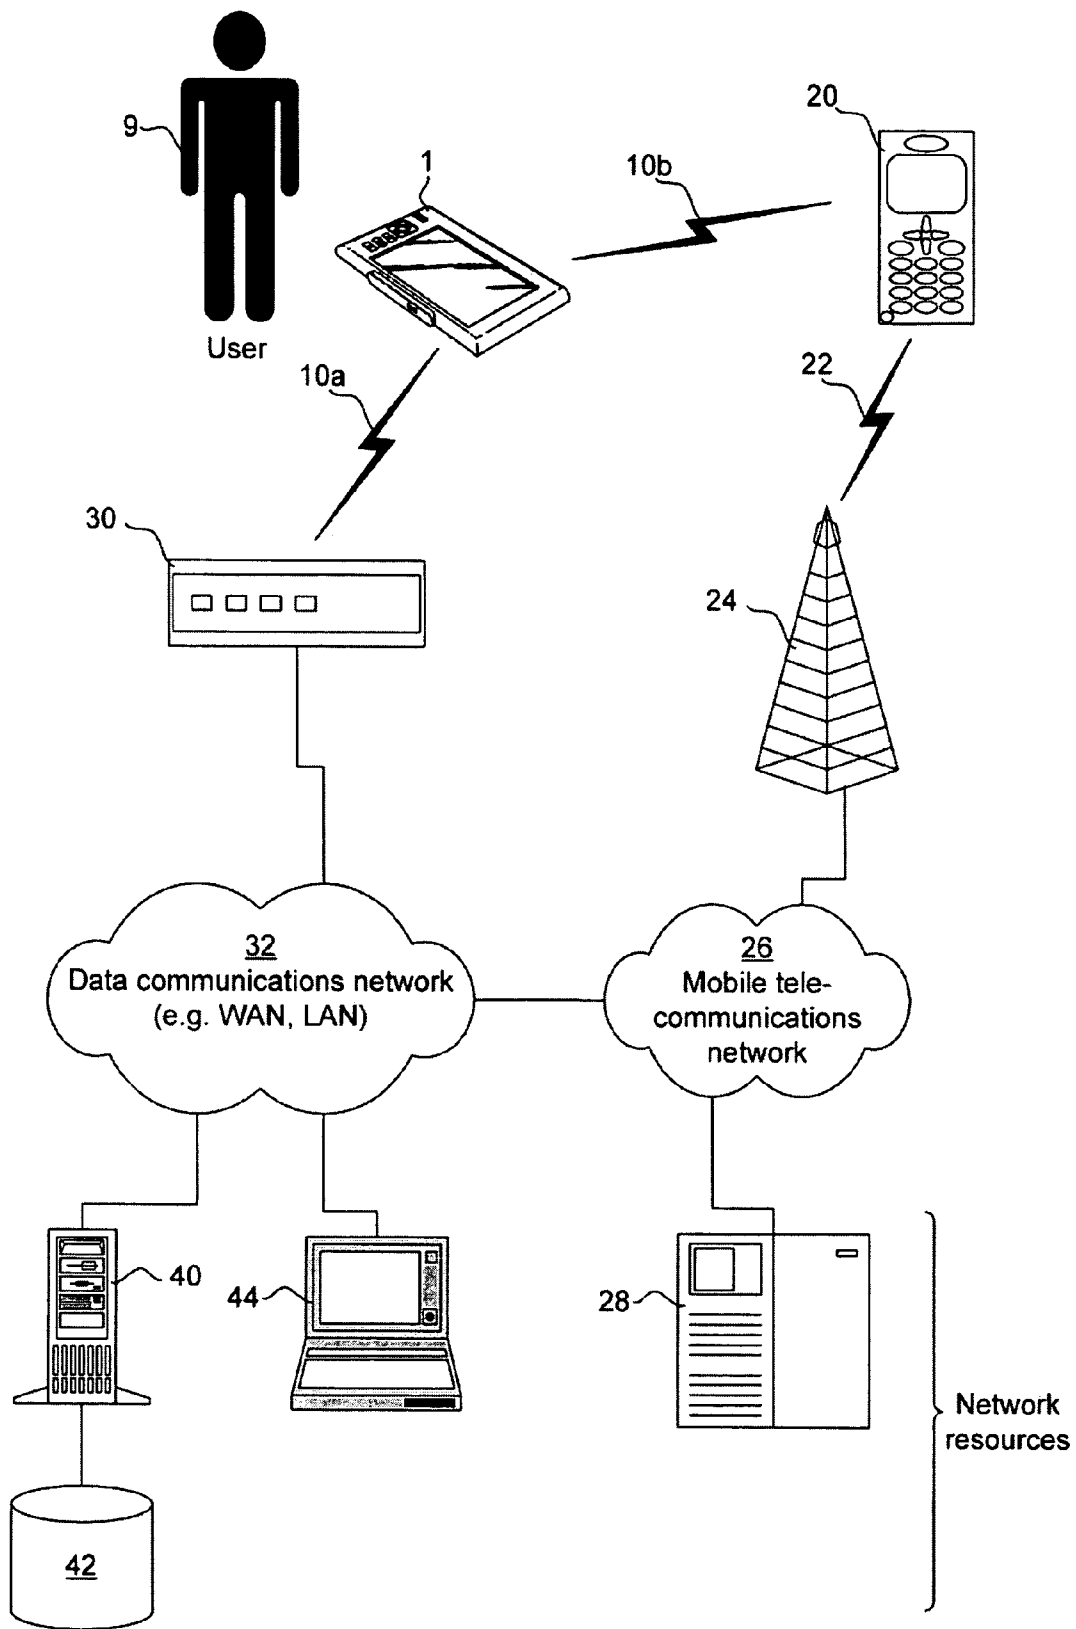 9
1
10b
20
User
10a
22
30
24
32
Data communications network
(e.g. WAN, LAN)
26
Mobile tele-
communications
network
40
44
28
Network
resources
42